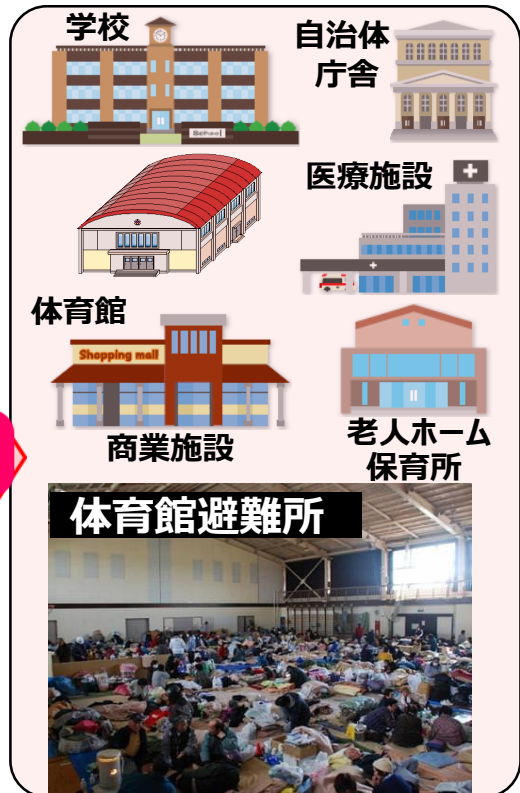 学校
自治体
庁舎
School
医療施設
体育館
Shopping mall
商業施設
老人ホーム
保育所
体育館避難所